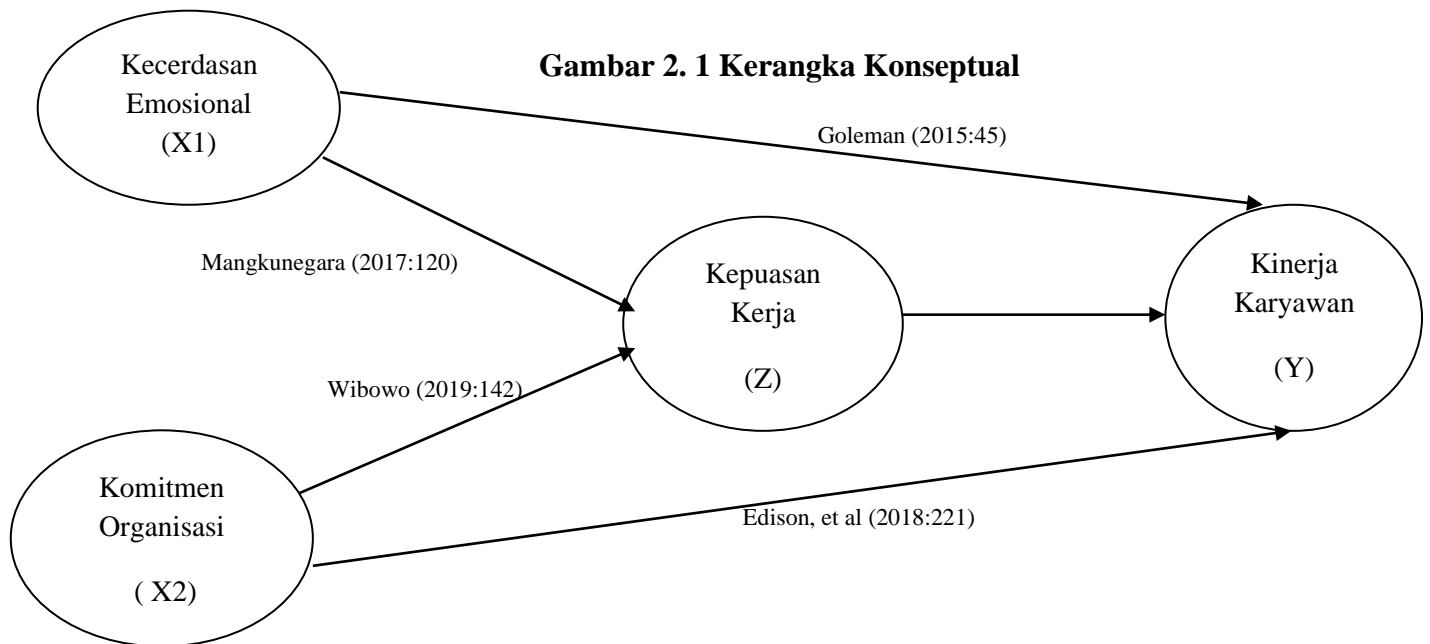 Gambar 2. 1 Kerangka Konseptual
Kecerdasan
Emosional
(X1)
Goleman (2015:45)
Mangkunegara (2017:120)
Kepuasan
Kerja
(Z)
Kinerja
Karyawan
(Y)
Wibowo (2019:142)
Komitmen
Organisasi
( X2)
Edison, et al (2018:221)